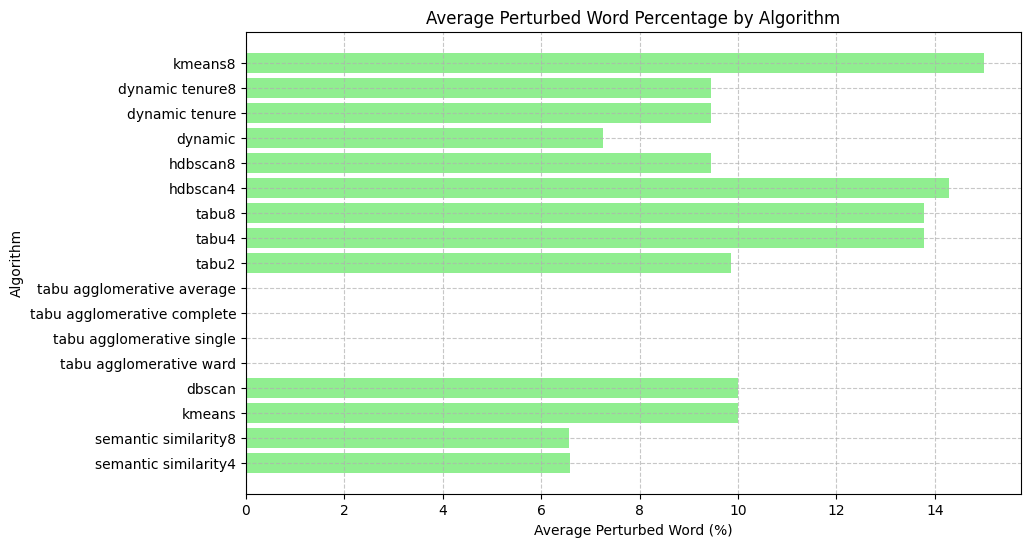 Average Perturbed Word Percentage by Algorithm
kmeans8
dynamic tenure8
dynamic tenure
dynamic
hdbscan8
hdbscan4
tabu8
tabu4
tabu2
tabu agglomerative average
tabu agglomerative complete
tabu agglomerative single
tabu agglomerative ward
dbscan
kmeans
semantic similarity8
semantic similarity4
Algorithm
0 2 4 6 8 10 12 14
Average Perturbed Word (%)